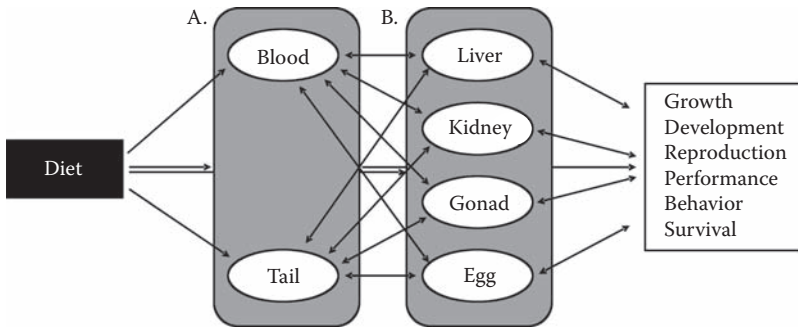 A.
B.
Blood
Tail
Diet
Liver
Kidney
Gonad
Egg
Growth
Development
Reproduction
Performance
Behavior
Survival